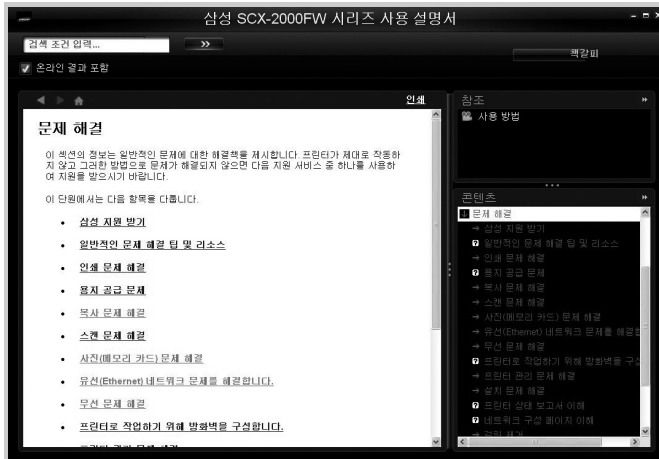 삼성 SCX-2000FW 시리즈 사용 설명서
검색 조건 입력...
책갈피
온라인 결과 포함
인쇄
문제 해결
이 섹션의 정보는 일반적인 문제에 대한 해결책을 제시합니다. 프린터가 제대로 작동하
지 않고 그러한 방법으로 문제가 해결되지 않으면 다음 지원 서비스 중 하나를 사용하
여 지원을 받으시기 바랍니다.
이 단원에서는 다음 항목을 다룹니다.
• 삼성 지원 받기
• 일반적인 문제 해결 팁 및 리소스
• 인쇄 문제 해결
• 용지 공급 문제
• 복사 문제 해결
• 스캔 문제 해결
• 사진(메모리 카드) 문제 해결
• 유선(Ethernet) 네트워크 문제를 해결합니다.
• 무선 문제 해결
• 프린터로 작업하기 위해 방화벽을 구성합니다.
참조
사용 방법
콘텐츠
문제 해결
삼성 지원 받기
일반적인 문제 해결 팁 및 리소스
인쇄 문제 해결
용지 공급 문제
복사 문제 해결
스캔 문제 해결
사진(메모리 카드) 문제 해결
유선(Ethernet) 네트워크 문제를 해결
무선 문제 해결
프린터로 작업하기 위해 방화벽을 구성
프린터 관리 문제 해결
설치 문제 해결
프린터 상태 보고서 이해
네트워크 구성 페이지 이해